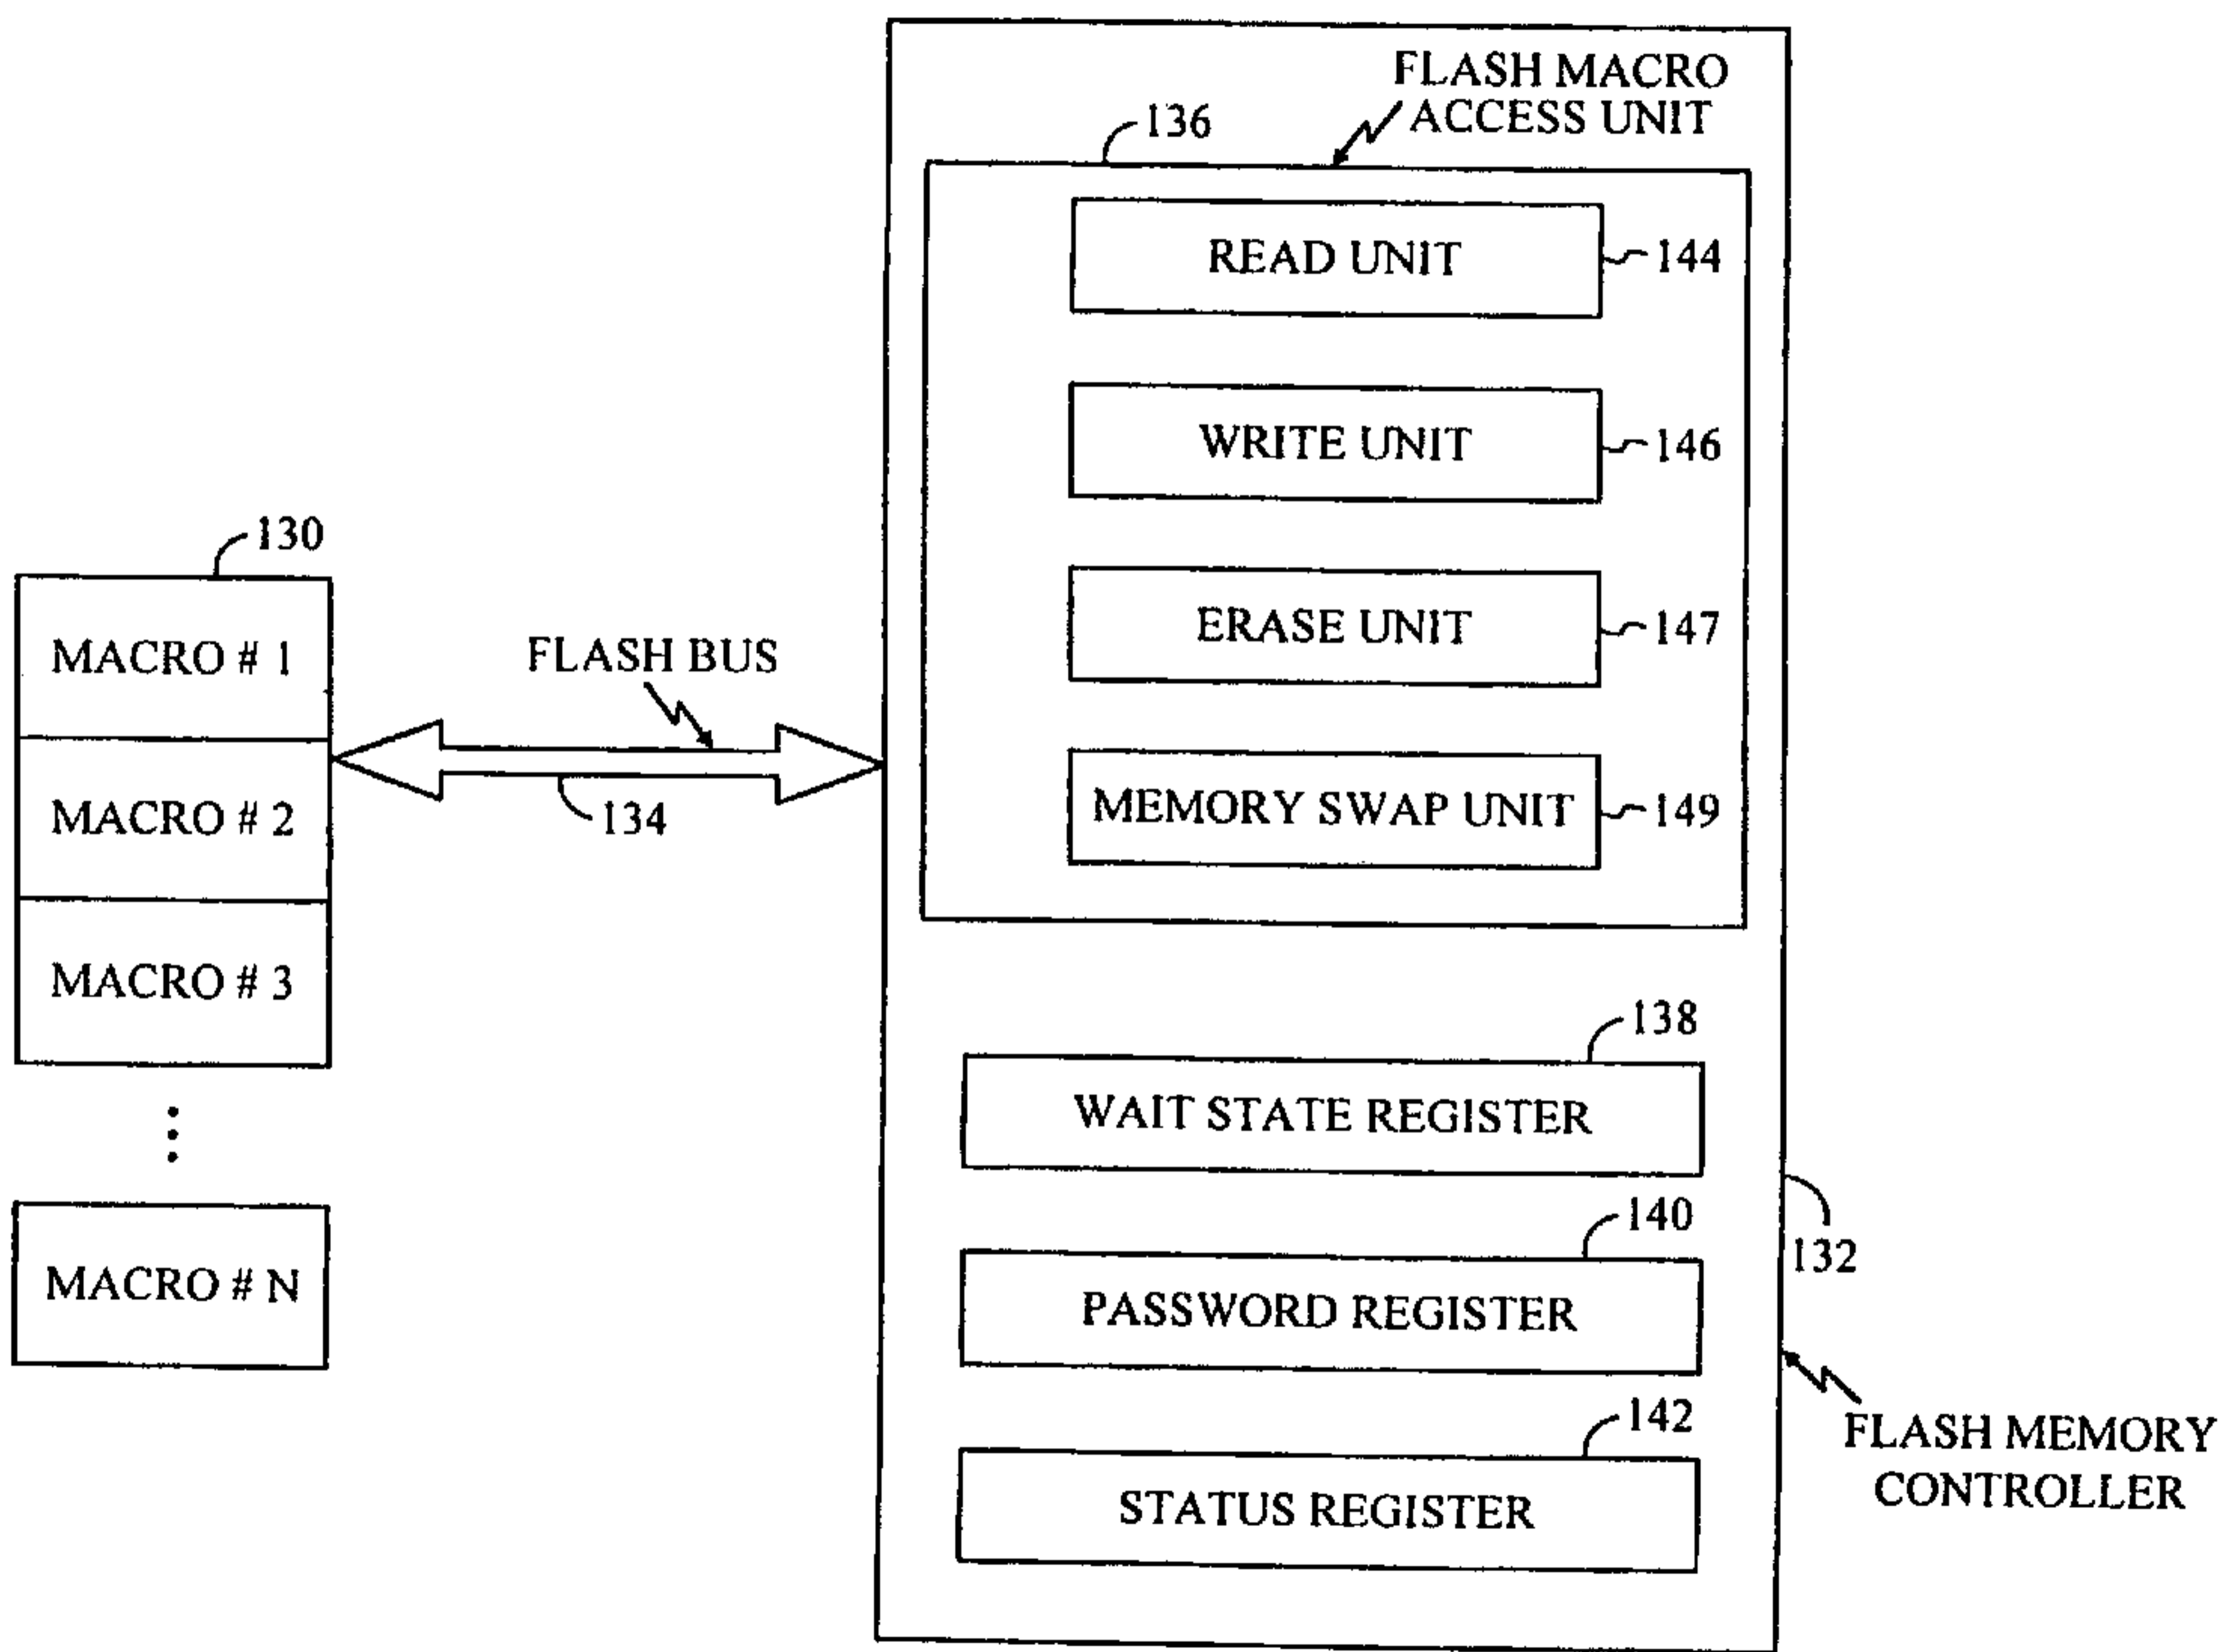 FLASH MACRO
ACCESS UNIT
136
READ UNIT
144
WRITE UNIT
146
130
ERASE UNIT
147
MACRO # 1
FLASH BUS
MEMORY SWAP UNIT
149
134
MACRO # 2
MACRO # 3
138
WAIT STATE REGISTER
140
132
MACRO # N
PASSWORD REGISTER
142
FLASH MEMORY
CONTROLLER
STATUS REGISTER